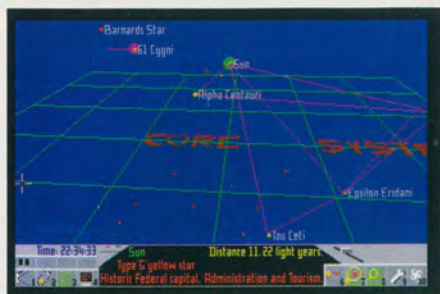 Barnards Star
61 Cygni
Sun
Alpha Centauri
CORE SYSTE
Epsilon Eridani
Tau Ceti
Time: 22:34:33
Sun
Distance 11.22 light years.
Type G yellow star
Historic Federal capital, Administration and Tourism.